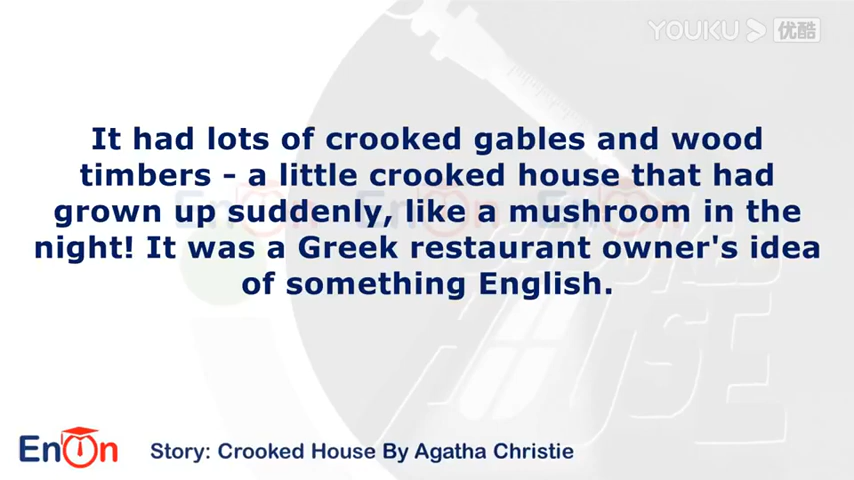 YOUKU 优酷
It had lots of crooked gables and wood
timbers - a little crooked house that had
grown up suddenly, like a mushroom in the
night! It was a Greek restaurant owner's idea
of something English.
EnOn
Story: Crooked House By Agatha Christie